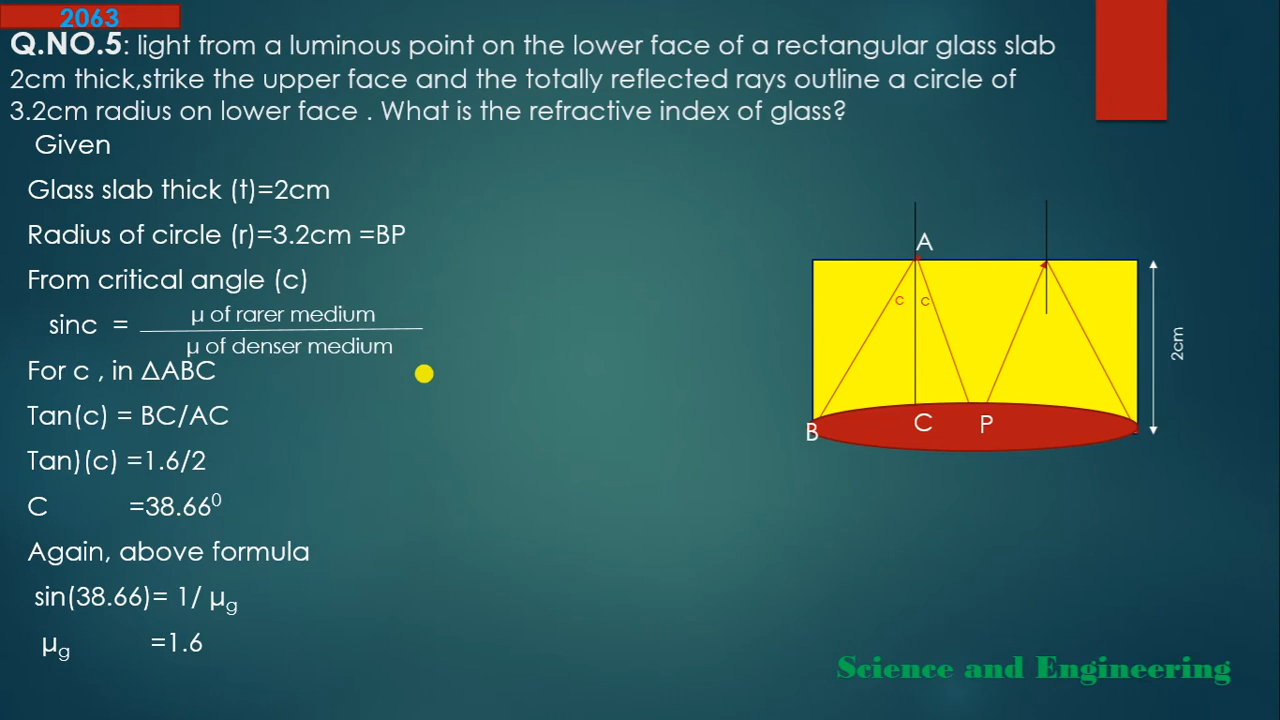 2063
Q.NO.5: light from a luminous point on the lower face of a rectangular glass slab
2cm thick,strike the upper face and the totally reflected rays outline a circle of
3.2cm radius on lower face . What is the refractive index of glass?
Given
Glass slab thick (t)=2cm
Radius of circle (r)=3.2cm =BP
From critical angle (c)
sinc = μ of rarer medium
μ of denser medium
For c , in ΔABC
Tan(c) = BC/AC
Tan)(c) =1.6/2
C =38.66⁰
Again, above formula
sin(38.66)= 1/ μg
μg =1.6
A
c c
2cm
B C P
Science and Engineering